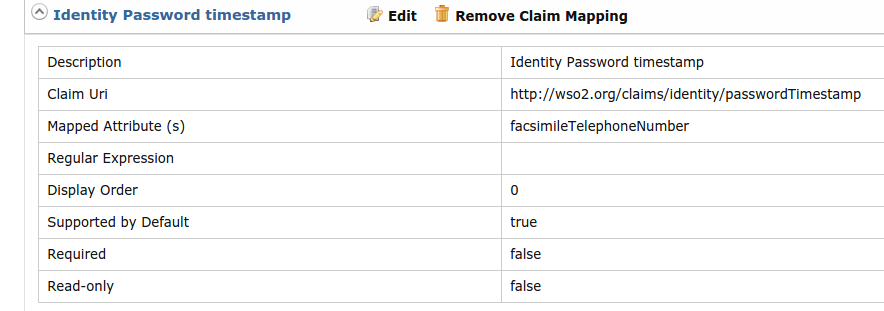 Identity Password timestamp Edit Remove Claim Mapping
Description Identity Password timestamp
Claim Uri http://wso2.org/claims/identity/passwordTimestamp
Mapped Attribute (s) facsimileTelephoneNumber
Regular Expression
Display Order 0
Supported by Default true
Required false
Read-only false